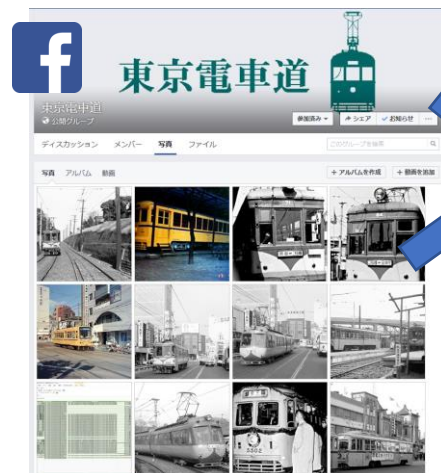 東京電車道
東京電車道
公開グループ
参加済み
シェア
お知らせ
ディスカッション メンバー 写真 ファイル
このグループを検索
写真 アルバム 動画
+ アルバムを作成
+ 動画を追加
5502